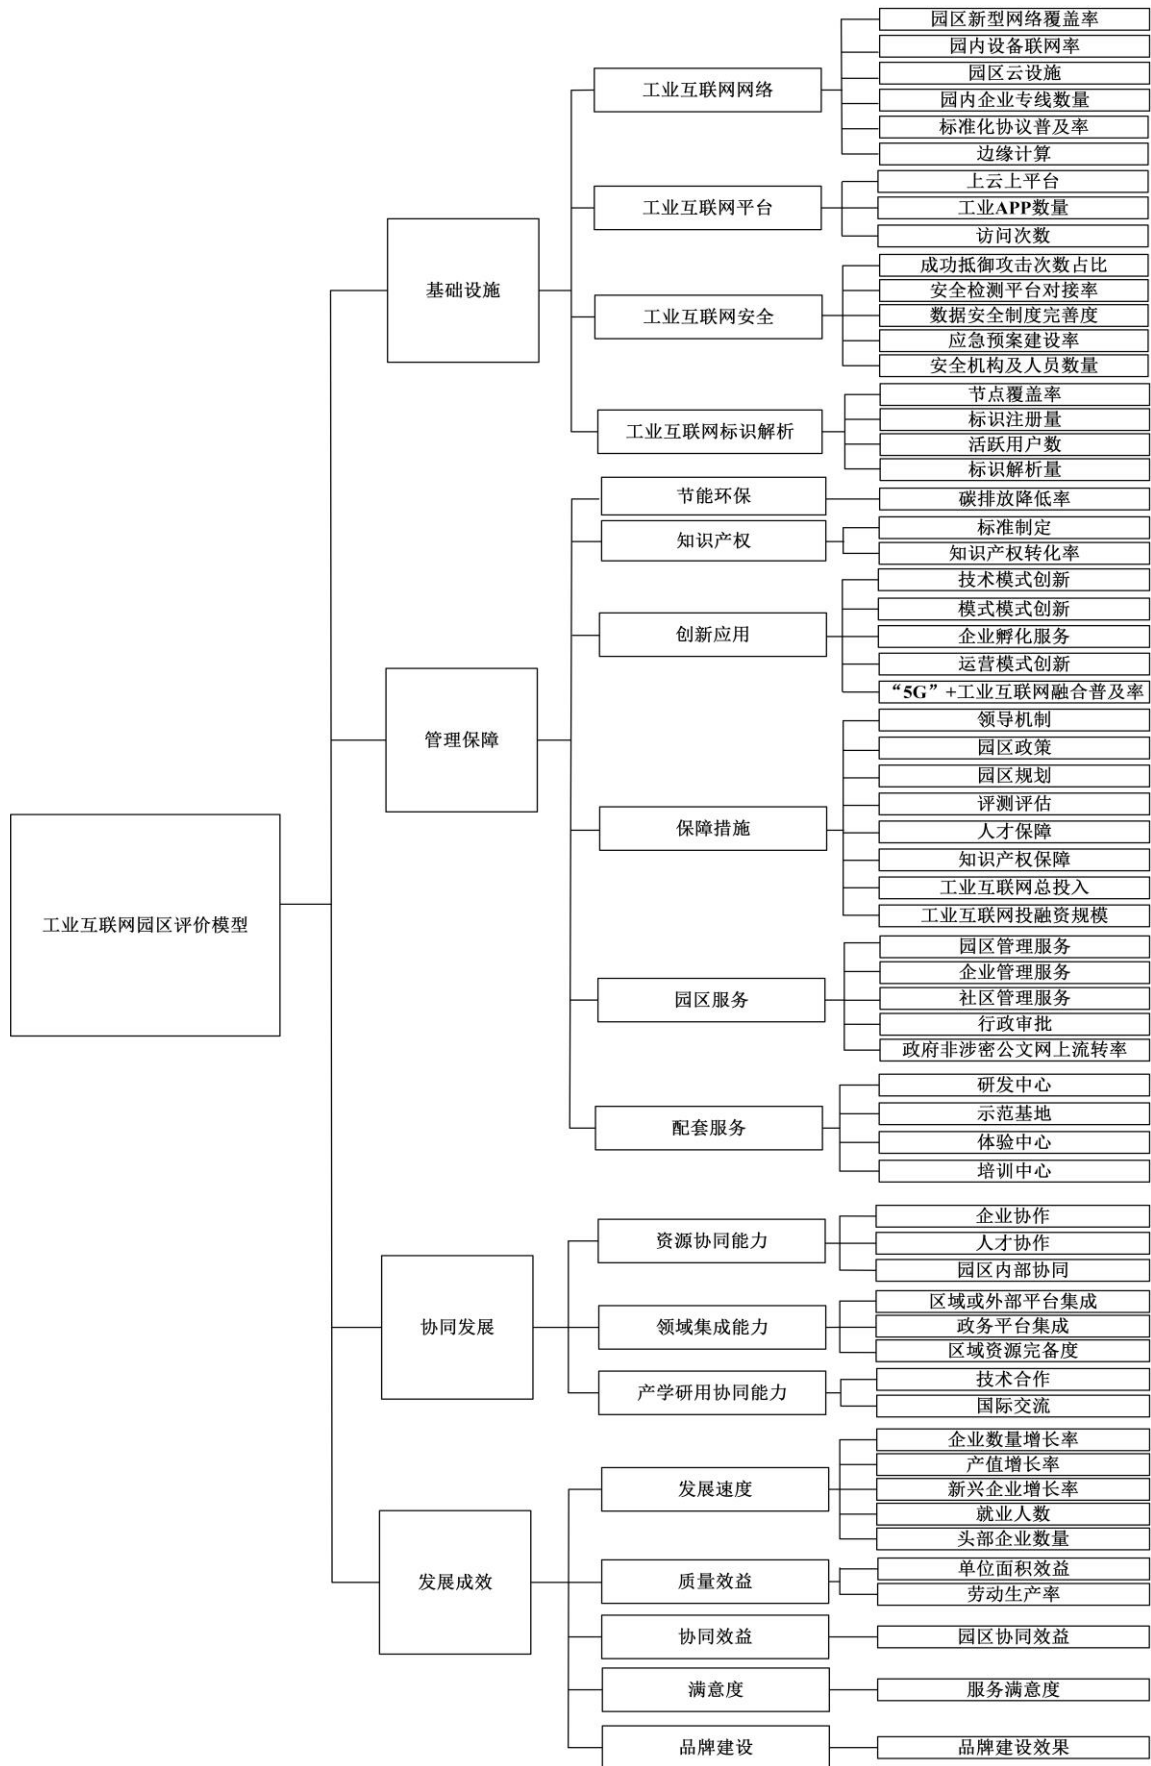 工业互联网园区评价模型
基础设施
工业互联网网络
园区新型网络覆盖率
园内设备联网率
园区云设施
园内企业专线数量
标准化协议普及率
边缘计算
工业互联网平台
上云上平台
工业APP数量
访问次数
工业互联网安全
成功抵御攻击次数占比
安全检测平台对接率
数据安全制度完善度
应急预案建设率
安全机构及人员数量
工业互联网标识解析
节点覆盖率
标识注册量
活跃用户数
标识解析量
管理保障
节能环保
碳排放降低率
知识产权
标准制定
知识产权转化率
创新应用
技术模式创新
模式模式创新
企业孵化服务
运营模式创新
“5G”+工业互联网融合普及率
保障措施
领导机制
园区政策
园区规划
评测评估
人才保障
知识产权保障
工业互联网总投入
工业互联网投融资规模
园区服务
园区管理服务
企业管理服务
社区管理服务
行政审批
政府非涉密公文网上流转率
配套服务
研发中心
示范基地
体验中心
培训中心
协同发展
资源协同能力
企业协作
人才协作
园区内部协同
领域集成能力
区域或外部平台集成
政务平台集成
区域资源完备度
产学研用协同能力
技术合作
国际交流
发展成效
发展速度
企业数量增长率
产值增长率
新兴企业增长率
就业人数
头部企业数量
质量效益
单位面积效益
劳动生产率
协同效益
园区协同效益
满意度
服务满意度
品牌建设
品牌建设效果